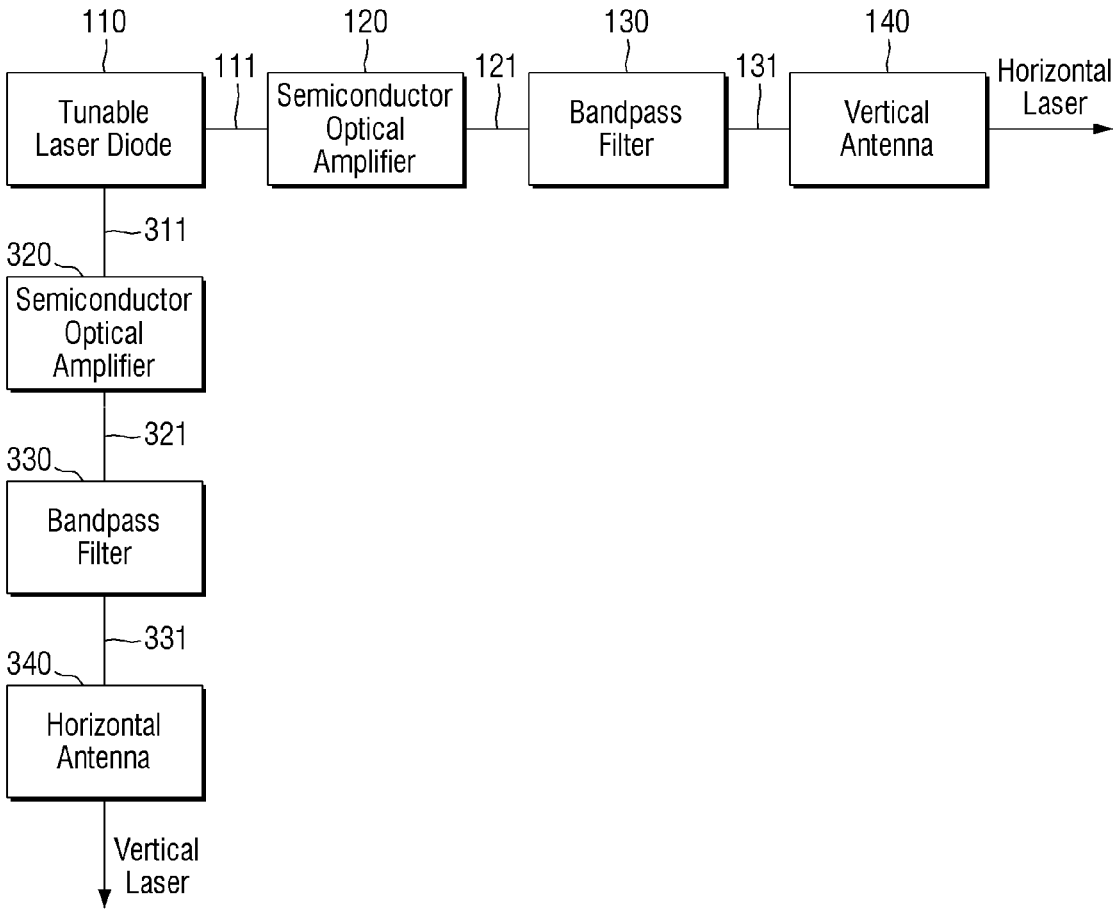 110
120
130
140
111
121
131
Tunable
Laser Diode
Semiconductor
Optical
Amplifier
Bandpass
Filter
Vertical
Antenna
Horizontal
Laser
311
320
Semiconductor
Optical
Amplifier
321
330
Bandpass
Filter
331
340
Horizontal
Antenna
Vertical
Laser